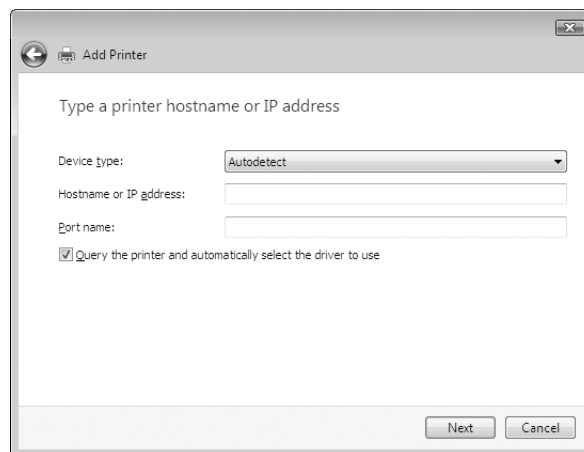 Add Printer
Type a printer hostname or IP address
Device type: Autodetect
Hostname or IP address:
Port name:
Query the printer and automatically select the driver to use
Next Cancel